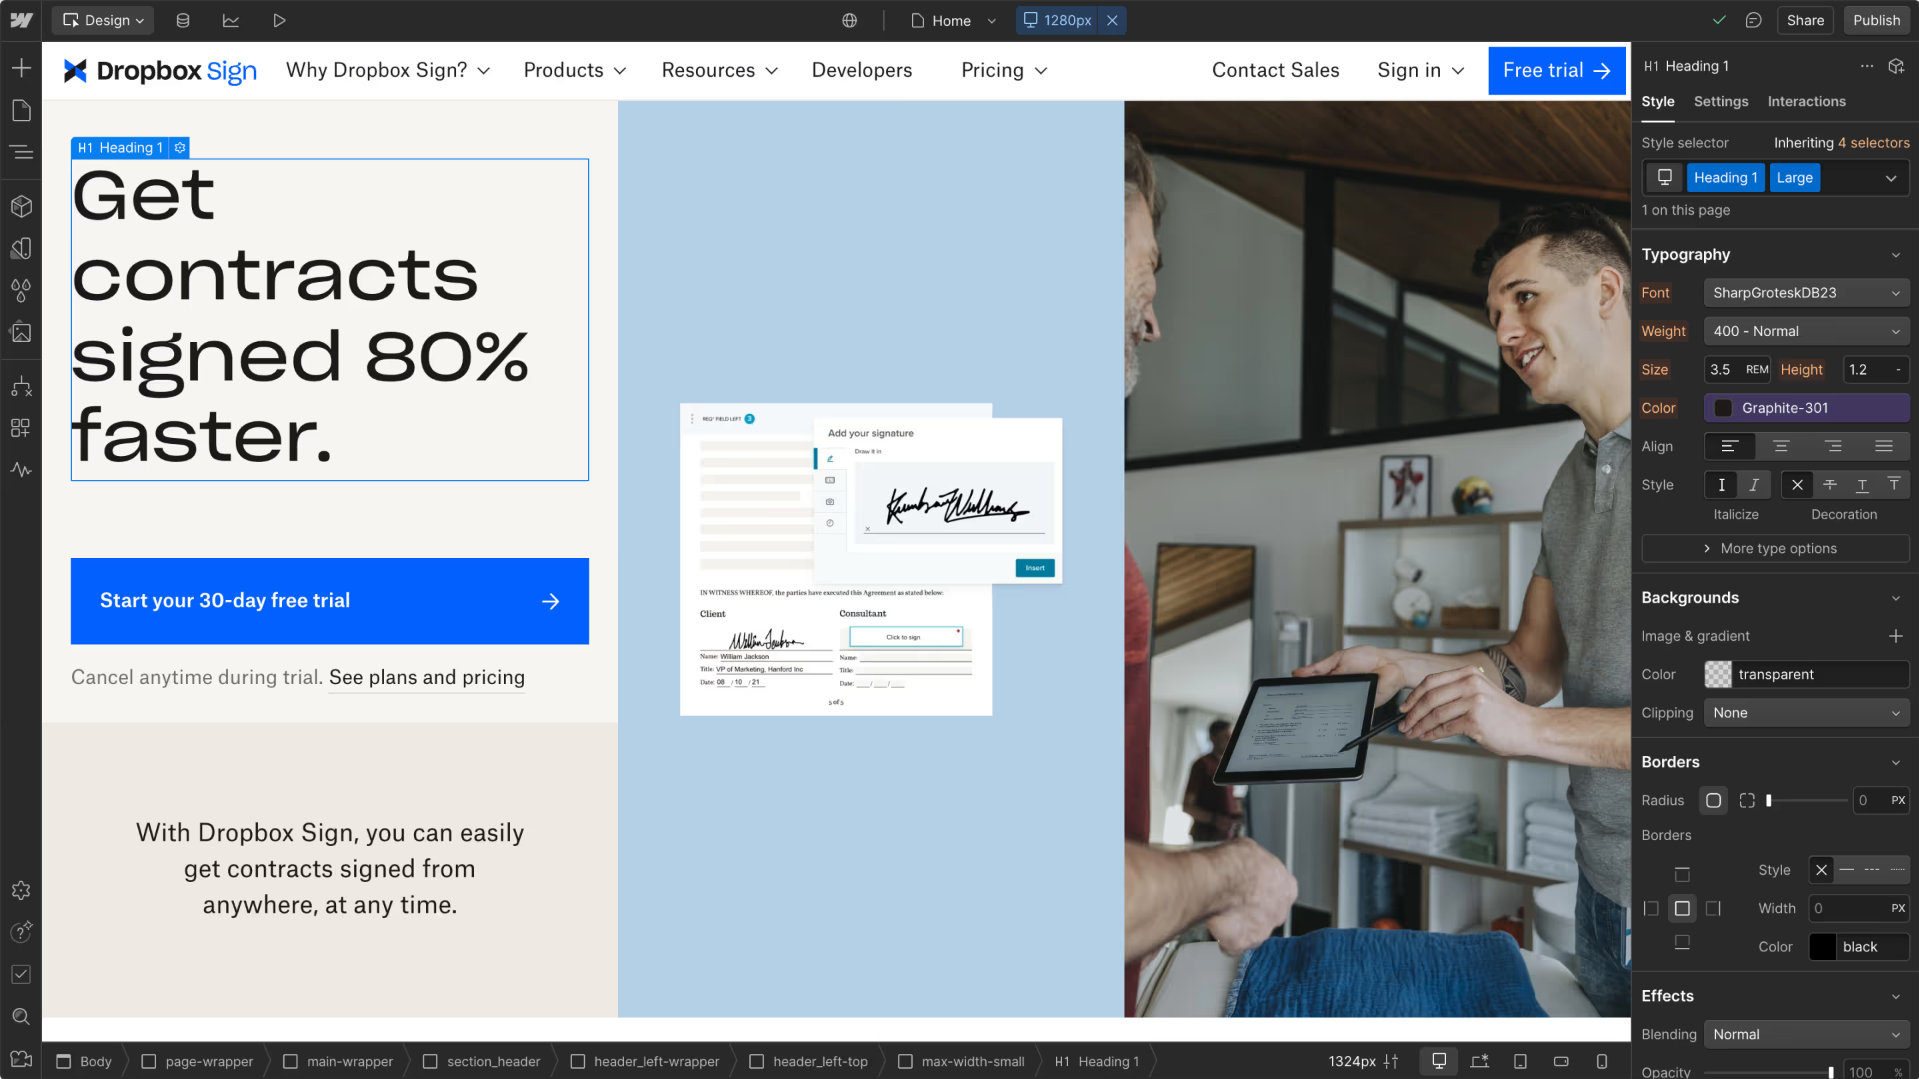 Design
Home
1280px
Share
Publish
Dropbox Sign
Why Dropbox Sign?
Products
Resources
Developers
Pricing
Contact Sales
Sign in
Free trial
H1 Heading 1
Get
contracts
signed 80%
faster.
Start your 30-day free trial
Cancel anytime during trial. See plans and pricing
With Dropbox Sign, you can easily
get contracts signed from
anywhere, at any time.
REQ' FIELD LEFT 3
Add your signature
Draw it in
Insert
IN WITNESS WHEREOF, the parties have executed this Agreement as stated below:
Client
Consultant
Click to sign
Name: William Jackson
Name:
Title: VP of Marketing, Hanford Inc
Title:
Date: 08 / 10 / 21
Date: / /
5 of 5
H1 Heading 1
Style
Settings
Interactions
Style selector
Inheriting 4 selectors
Heading 1
Large
1 on this page
Typography
Font SharpGroteskDB23
Weight 400 - Normal
Size 3.5 REM Height 1.2 -
Color Graphite-301
Align
Style
Italicize Decoration
More type options
Backgrounds
Image & gradient
Color transparent
Clipping None
Borders
Radius 0 PX
Borders
Style
Width 0 PX
Color black
Effects
Blending Normal
Opacity 100 %
Body
page-wrapper
main-wrapper
section_header
header_left-wrapper
header_left-top
max-width-small
H1 Heading 1
1324px